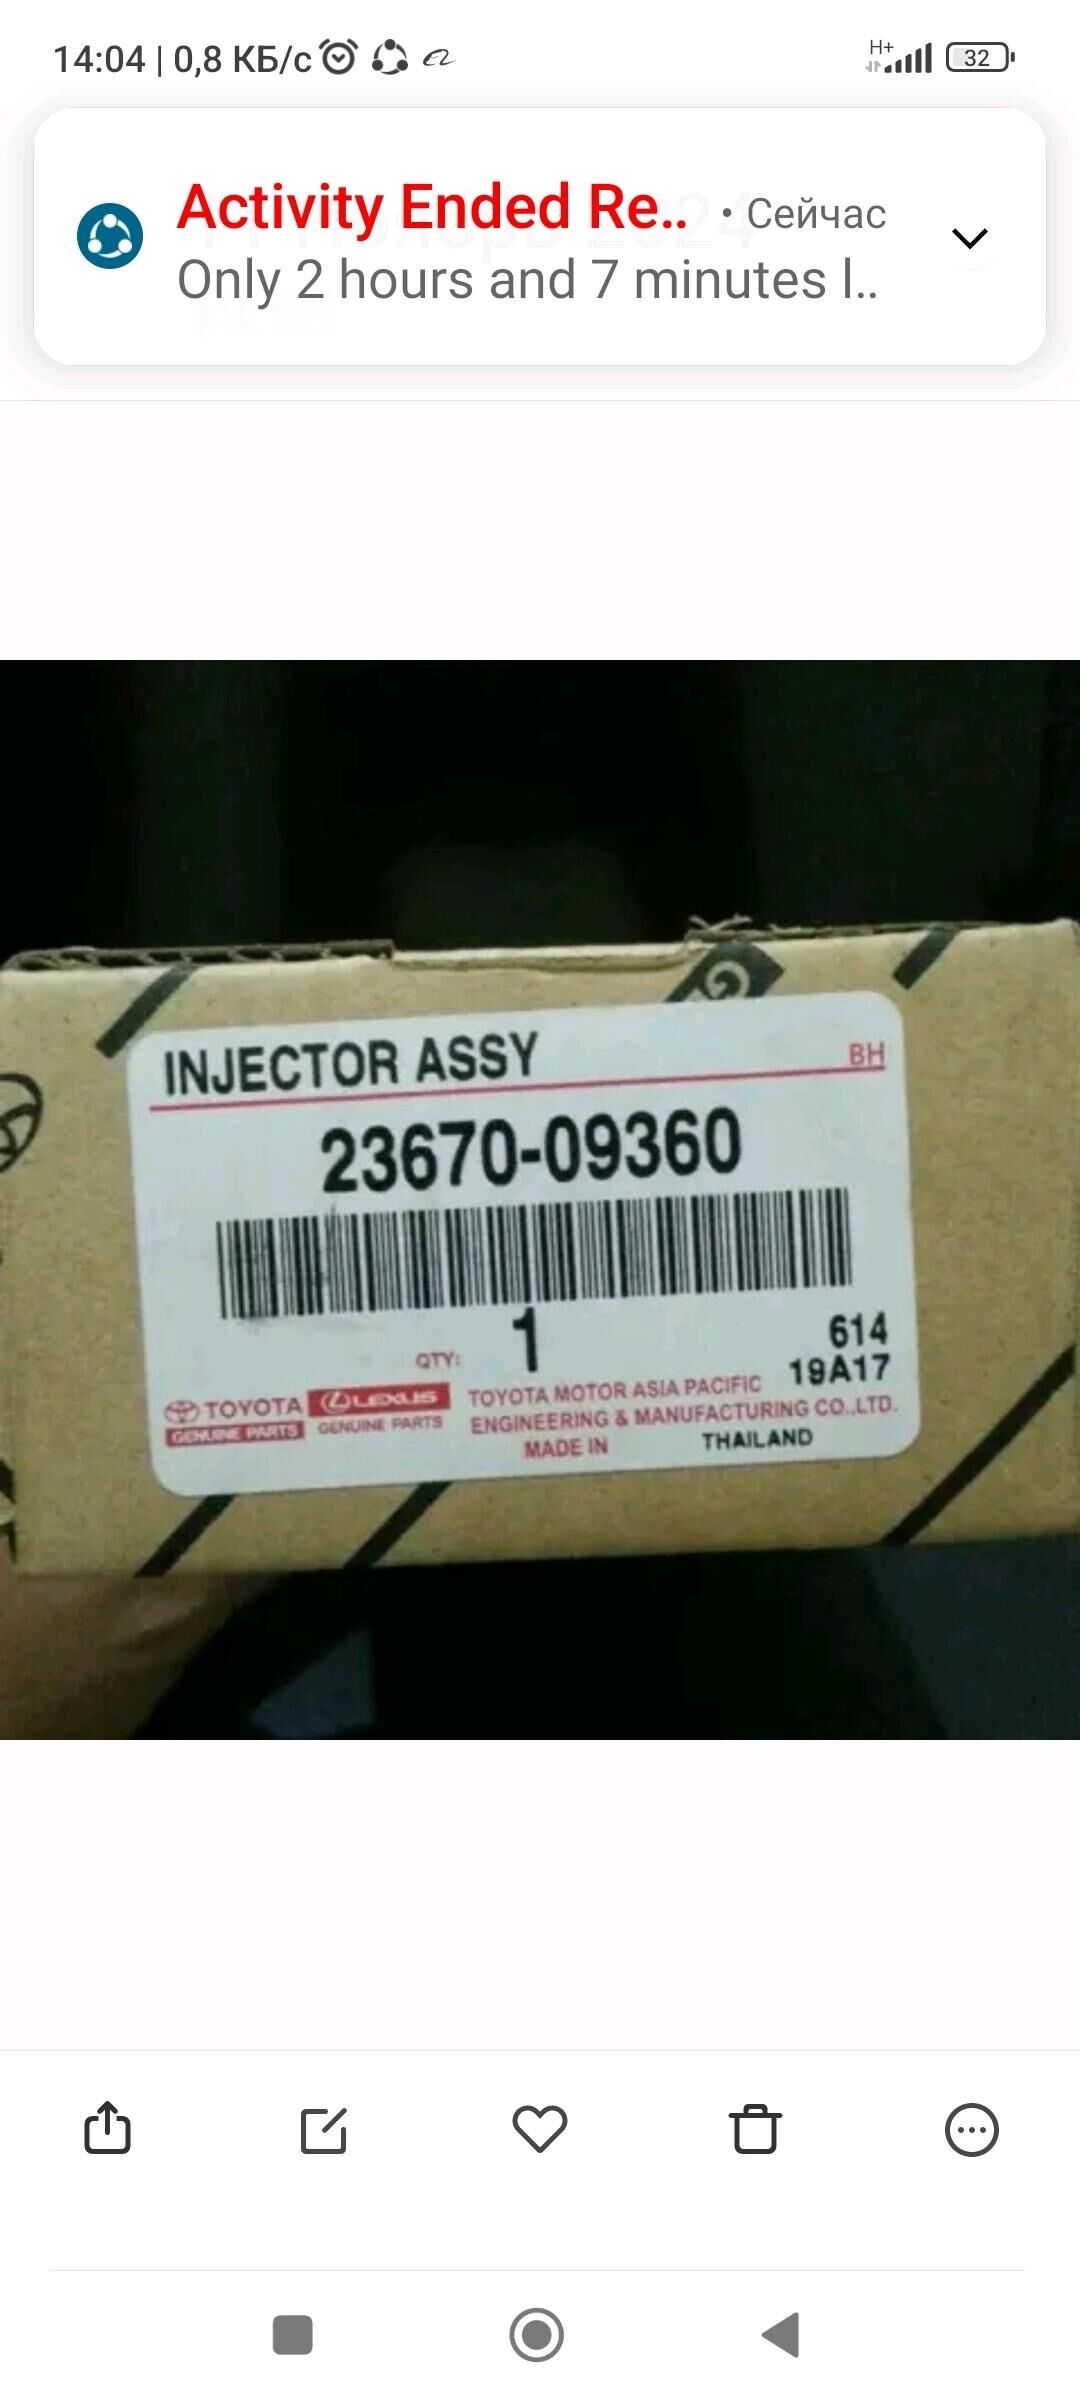 14:04 | 0,8 КБ/с
H+
32
Activity Ended Re.. • Сейчас
Only 2 hours and 7 minutes l..
INJECTOR ASSY
BH
23670-09360
QTY: 1
614
19A17
TOYOTA
GENUINE PARTS
LEXUS
GENUINE PARTS
TOYOTA MOTOR ASIA PACIFIC
ENGINEERING & MANUFACTURING CO.,LTD.
MADE IN THAILAND